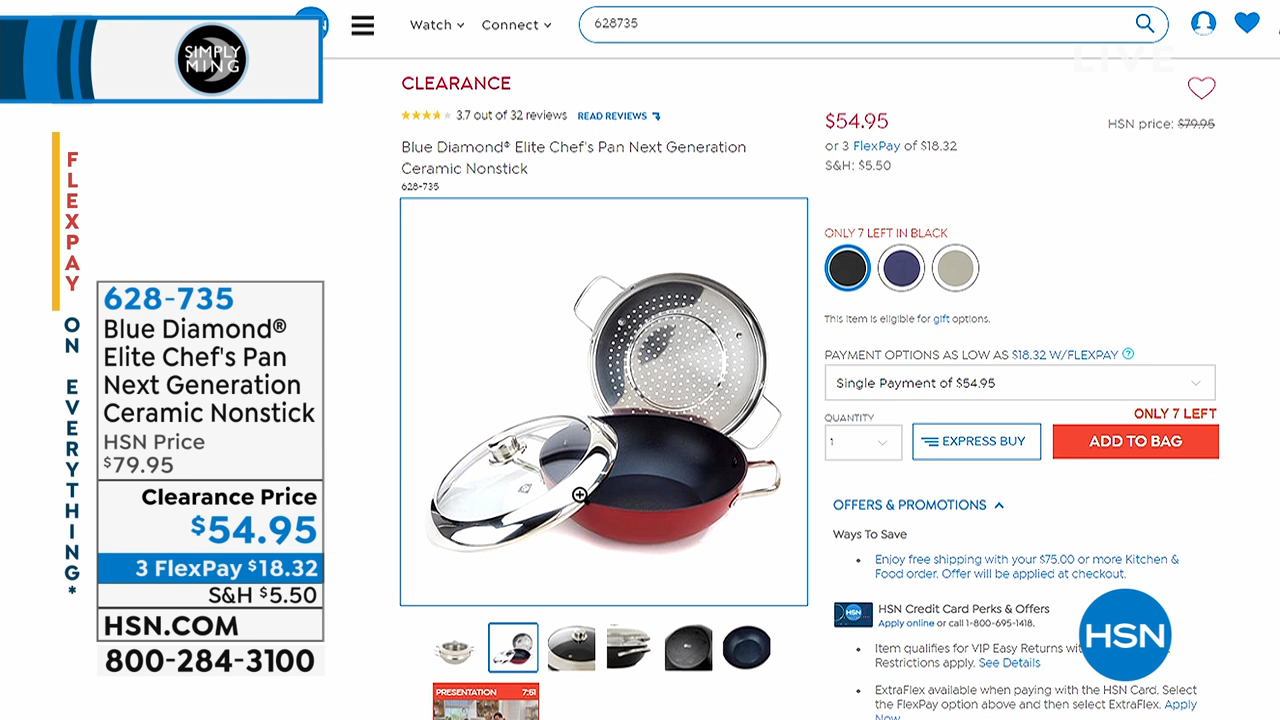 SIMPLY
MING
FLEXPAY
ON
EVERYTHING*
628-735
Blue Diamond®
Elite Chef's Pan
Next Generation
Ceramic Nonstick
HSN Price
$79.95
Clearance Price
$54.95
3 FlexPay $18.32
S&H $5.50
HSN.COM
800-284-3100
Watch
Connect
628735
LIVE
CLEARANCE
3.7 out of 32 reviews READ REVIEWS
Blue Diamond® Elite Chef's Pan Next Generation
Ceramic Nonstick
628-735
$54.95
HSN price: $79.95
or 3 FlexPay of $18.32
S&H: $5.50
ONLY 7 LEFT IN BLACK
This item is eligible for gift options.
PAYMENT OPTIONS AS LOW AS $18.32 W/FLEXPAY ?
Single Payment of $54.95
QUANTITY
ONLY 7 LEFT
1
EXPRESS BUY
ADD TO BAG
OFFERS & PROMOTIONS
Ways To Save
• Enjoy free shipping with your $75.00 or more Kitchen &
Food order. Offer will be applied at checkout.
HSN
HSN Credit Card Perks & Offers
Apply online or call 1-800-695-1418.
• Item qualifies for VIP Easy Returns
Restrictions apply. See Details
• ExtraFlex available when paying with the HSN Card. Select
the FlexPay option above and then select ExtraFlex. Apply
Now
HSN
PRESENTATION 7:51